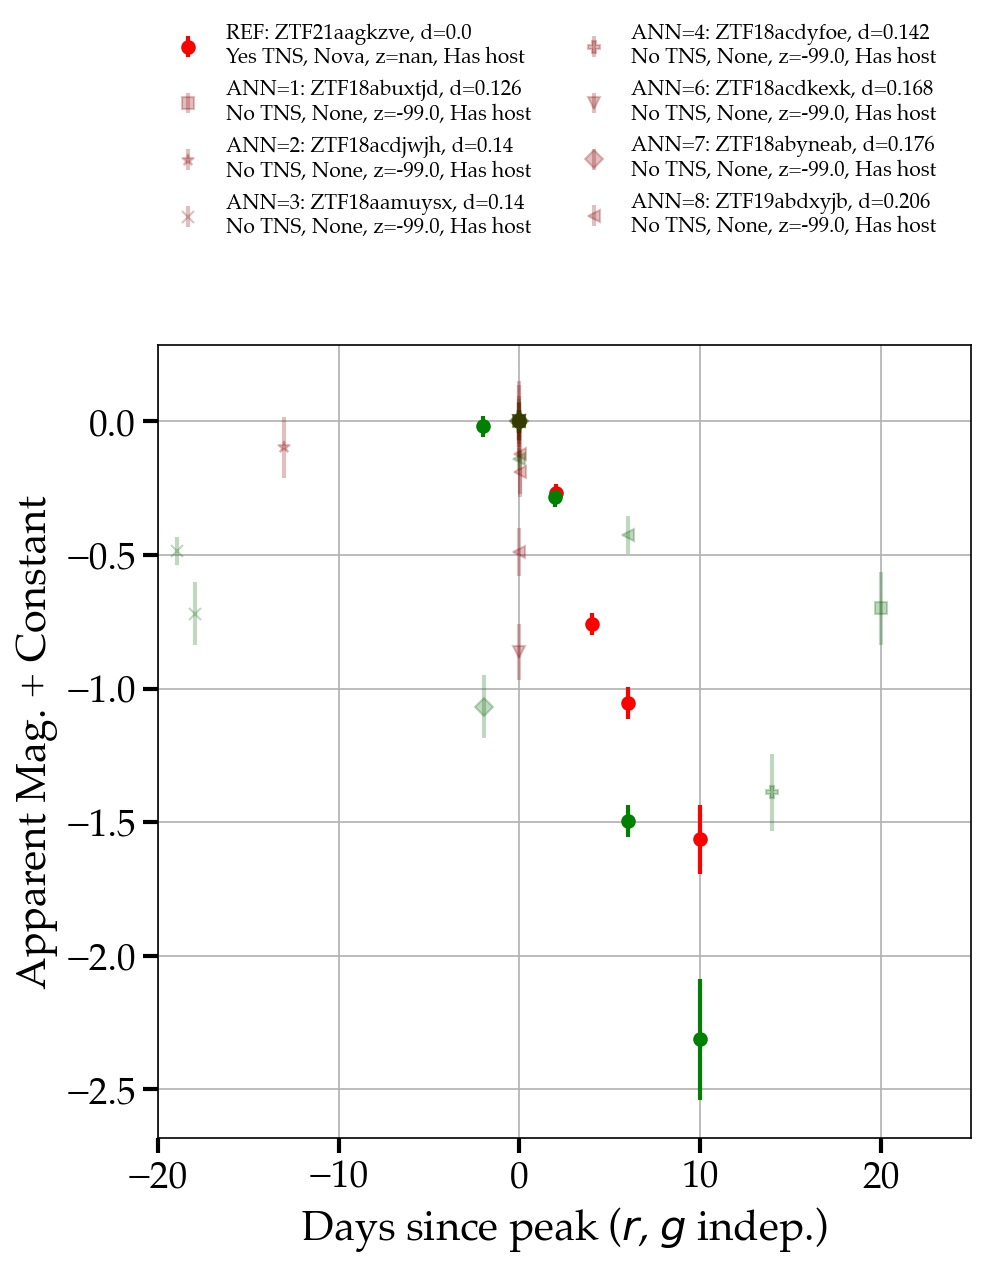 REF: ZTF21aagkzve, d=0.0
Yes TNS, Nova, z=nan, Has host
ANN=1: ZTF18abuxtjd, d=0.126
No TNS, None, z=-99.0, Has host
ANN=2: ZTF18acdjwjh, d=0.14
No TNS, None, z=-99.0, Has host
ANN=3: ZTF18aamuysx, d=0.14
No TNS, None, z=-99.0, Has host
ANN=4: ZTF18acdyfoe, d=0.142
No TNS, None, z=-99.0, Has host
ANN=6: ZTF18acdkexk, d=0.168
No TNS, None, z=-99.0, Has host
ANN=7: ZTF18abyneab, d=0.176
No TNS, None, z=-99.0, Has host
ANN=8: ZTF19abdxyjb, d=0.206
No TNS, None, z=-99.0, Has host
Apparent Mag. + Constant
0.0
−0.5
−1.0
−1.5
−2.0
−2.5
−20 −10 0 10 20
Days since peak (r, g indep.)